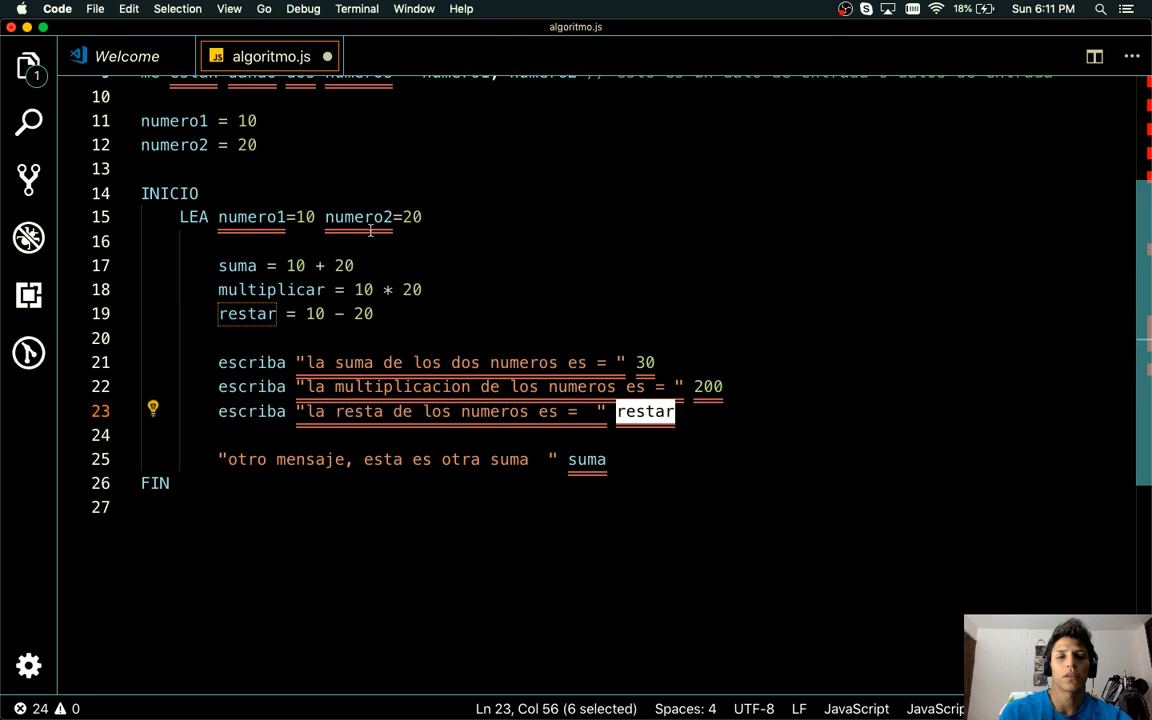 Code File Edit Selection View Go Debug Terminal Window Help 18% Sun 6:11 PM
algoritmo.js
1 Welcome JS algoritmo.js
10
11 numero1 = 10
12 numero2 = 20
13
14 INICIO
15 LEA numero1=10 numero2=20
16
17 suma = 10 + 20
18 multiplicar = 10 * 20
19 restar = 10 - 20
20
21 escriba "la suma de los dos numeros es = " 30
22 escriba "la multiplicacion de los numeros es = " 200
23 escriba "la resta de los numeros es =  " restar
24
25 "otro mensaje, esta es otra suma  " suma
26 FIN
27
24 0 Ln 23, Col 56 (6 selected) Spaces: 4 UTF-8 LF JavaScript